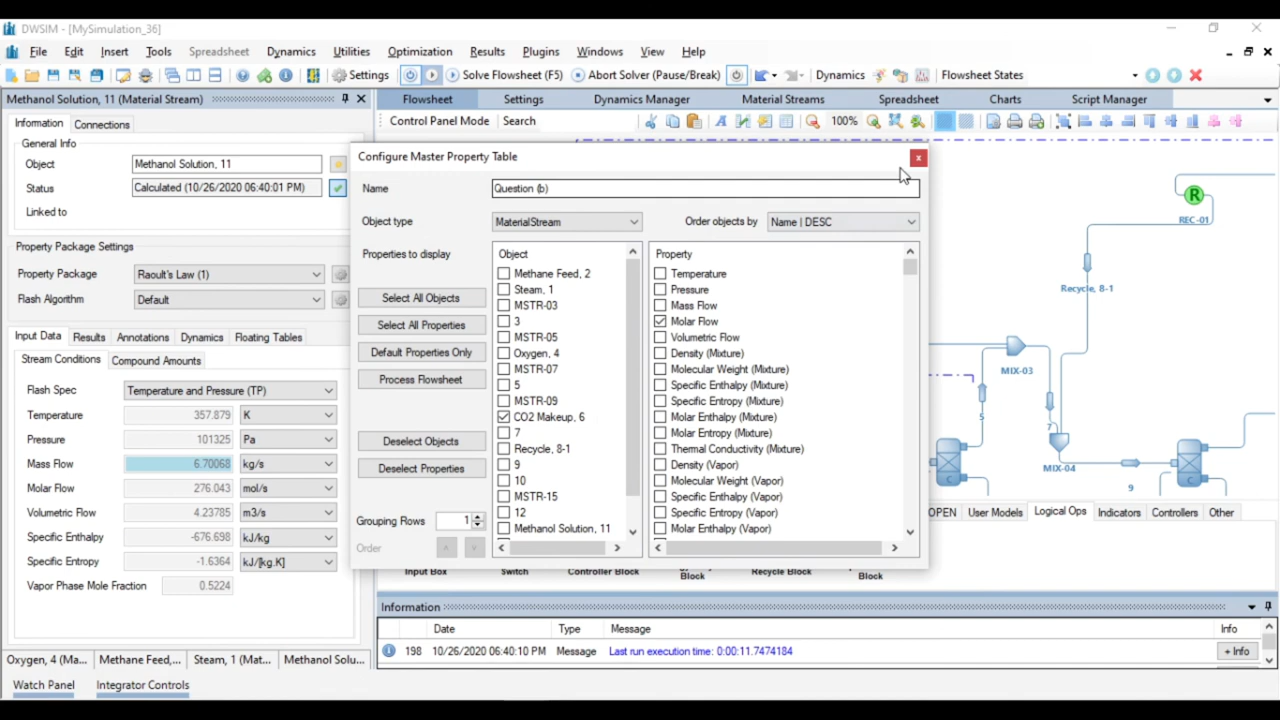 DWSIM - [MySimulation_36]
File Edit Insert Tools Spreadsheet Dynamics Utilities Optimization Results Plugins Windows View Help
Settings Solve Flowsheet (F5) Abort Solver (Pause/Break) Dynamics Flowsheet States
Methanol Solution, 11 (Material Stream)
Flowsheet Settings Dynamics Manager Material Streams Spreadsheet Charts Script Manager
Information Connections
Control Panel Mode Search 100%
General Info
Object Methanol Solution, 11
Status Calculated (10/26/2020 06:40:01 PM)
Linked to
Property Package Settings
Property Package Raoult's Law (1)
Flash Algorithm Default
Input Data Results Annotations Dynamics Floating Tables
Stream Conditions Compound Amounts
Flash Spec Temperature and Pressure (TP)
Temperature 357.879 K
Pressure 101325 Pa
Mass Flow 6.70068 kg/s
Molar Flow 276.043 mol/s
Volumetric Flow 4.23785 m3/s
Specific Enthalpy -676.698 kJ/kg
Specific Entropy -1.6364 kJ/[kg.K]
Vapor Phase Mole Fraction 0.5224
Oxygen, 4 (Ma... Methane Feed,... Steam, 1 (Mat... Methanol Solu...
Watch Panel Integrator Controls
Configure Master Property Table x
Name Question (b)
Object type MaterialStream Order objects by Name | DESC
Properties to display
Select All Objects
Select All Properties
Default Properties Only
Process Flowsheet
Deselect Objects
Deselect Properties
Grouping Rows 1
Order
Object
Methane Feed, 2
Steam, 1
MSTR-03
3
MSTR-05
Oxygen, 4
MSTR-07
5
MSTR-09
CO2 Makeup, 6
7
Recycle, 8-1
9
10
MSTR-15
12
Methanol Solution, 11
Property
Temperature
Pressure
Mass Flow
Molar Flow
Volumetric Flow
Density (Mixture)
Molecular Weight (Mixture)
Specific Enthalpy (Mixture)
Specific Entropy (Mixture)
Molar Enthalpy (Mixture)
Molar Entropy (Mixture)
Thermal Conductivity (Mixture)
Density (Vapor)
Molecular Weight (Vapor)
Specific Enthalpy (Vapor)
Specific Entropy (Vapor)
Molar Enthalpy (Vapor)
R
REC-01
Recycle, 8-1
MIX-03
5
7
MIX-04
C
C
9
OPEN User Models Logical Ops Indicators Controllers Other
Input Box Switch Controller Block Block Recycle Block Block
Information
Date Type Message Info
198 10/26/2020 06:40:10 PM Message Last run execution time: 0:00:11.7474184 + Info